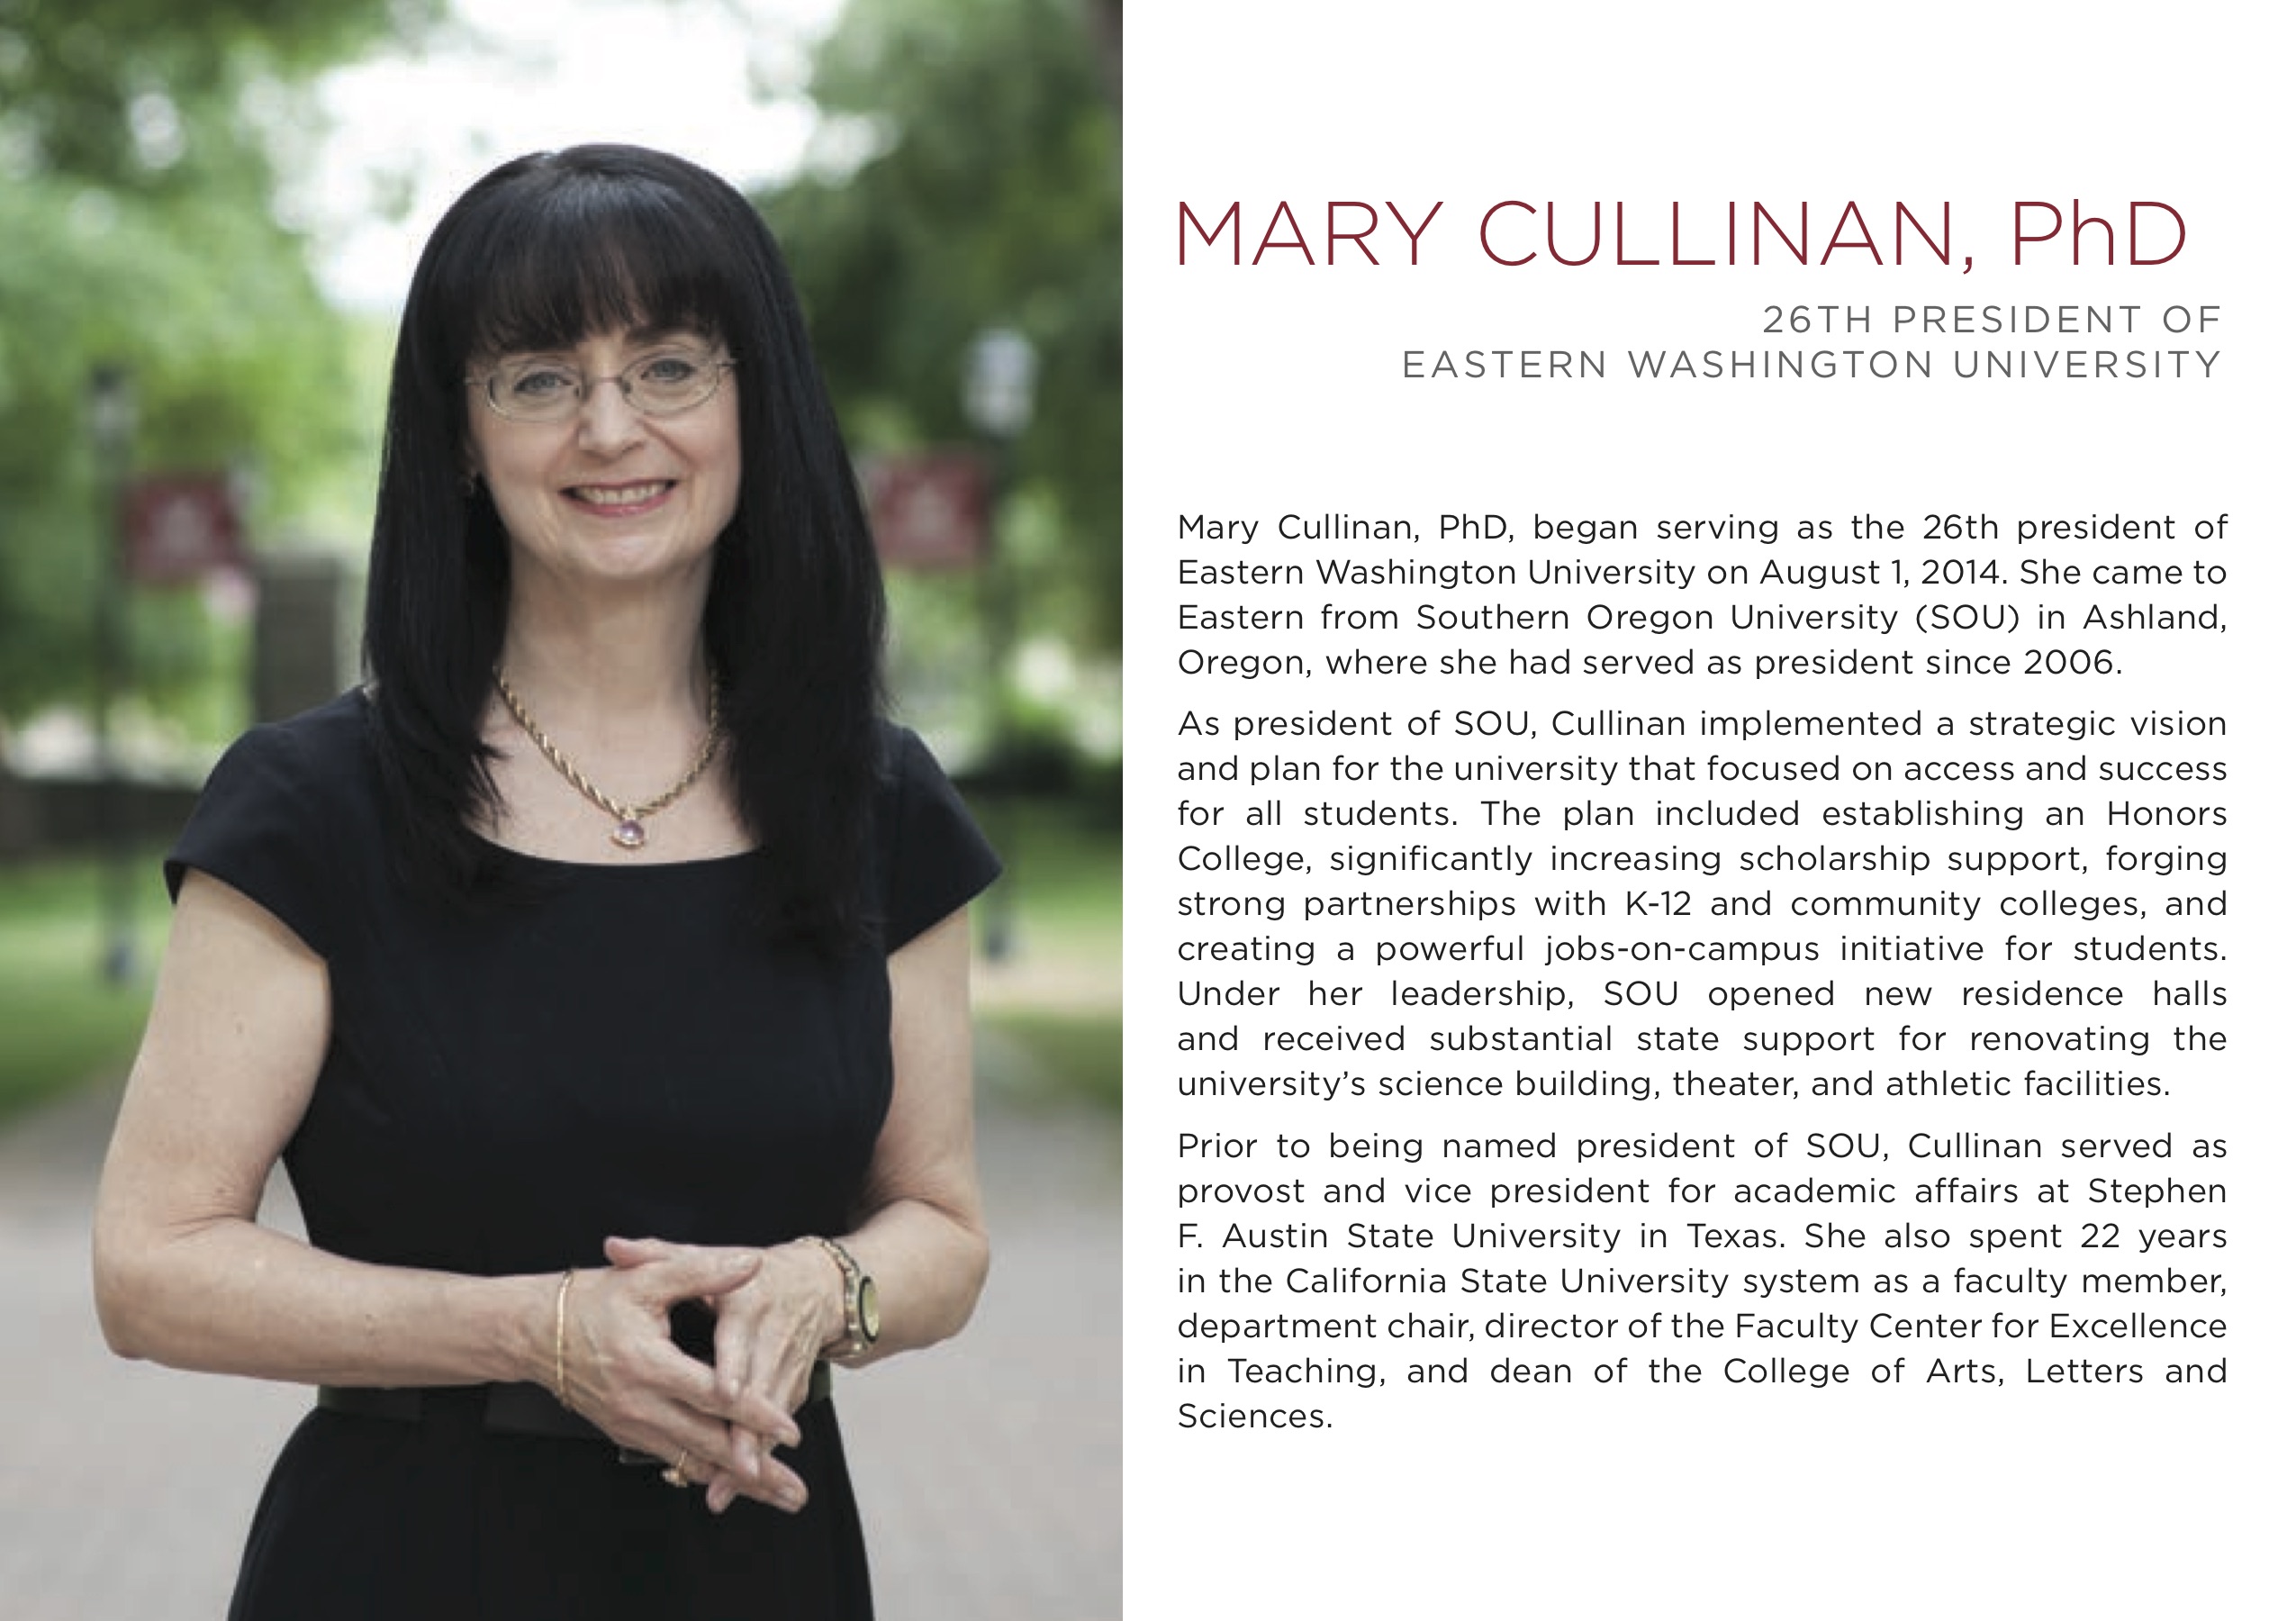 MARY CULLINAN, PhD
26TH PRESIDENT OF
EASTERN WASHINGTON UNIVERSITY
Mary Cullinan, PhD, began serving as the 26th president of
Eastern Washington University on August 1, 2014. She came to
Eastern from Southern Oregon University (SOU) in Ashland,
Oregon, where she had served as president since 2006.
As president of SOU, Cullinan implemented a strategic vision
and plan for the university that focused on access and success
for all students. The plan included establishing an Honors
College, significantly increasing scholarship support, forging
strong partnerships with K-12 and community colleges, and
creating a powerful jobs-on-campus initiative for students.
Under her leadership, SOU opened new residence halls
and received substantial state support for renovating the
university’s science building, theater, and athletic facilities.
Prior to being named president of SOU, Cullinan served as
provost and vice president for academic affairs at Stephen
F. Austin State University in Texas. She also spent 22 years
in the California State University system as a faculty member,
department chair, director of the Faculty Center for Excellence
in Teaching, and dean of the College of Arts, Letters and
Sciences.